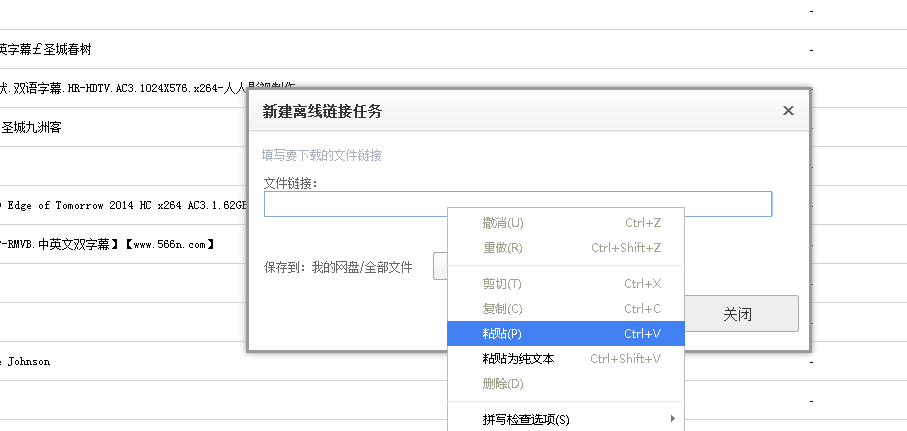 -
英字幕￡圣城春树
-
伏.双语字幕.HR-HDTV.AC3.1024X576.x264-人人影视制作
新建离线链接任务
×
圣城九洲客
填写要下载的文件链接
文件链接：
Edge of Tomorrow 2014 HC x264 AC3.1.62GB
撤消(U) Ctrl+Z
-RMVB.中英文双字幕】【www.566n.com】
重做(R) Ctrl+Shift+Z
保存到：我的网盘/全部文件
剪切(T) Ctrl+X
复制(C) Ctrl+C
关闭
粘贴(P) Ctrl+V
粘贴为纯文本 Ctrl+Shift+V
Johnson
-
删除(D)
-
拼写检查选项(S)